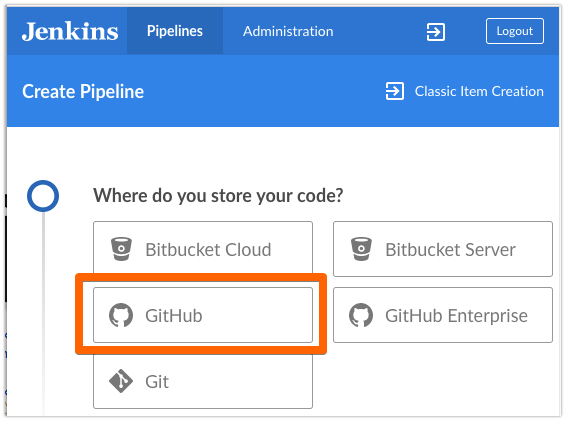 Jenkins Pipelines Administration Logout
Create Pipeline Classic Item Creation
Where do you store your code?
Bitbucket Cloud Bitbucket Server
GitHub GitHub Enterprise
Git